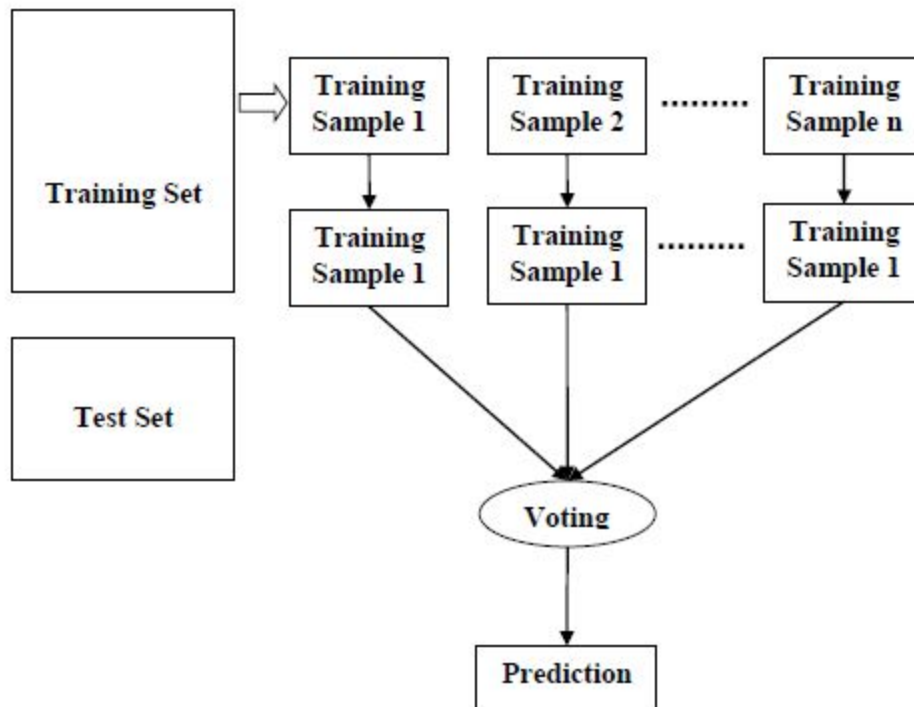 Training Set
Training
Sample 1
Training
Sample 2
Training
Sample n
Training
Sample 1
Training
Sample 1
Training
Sample 1
Test Set
Voting
Prediction